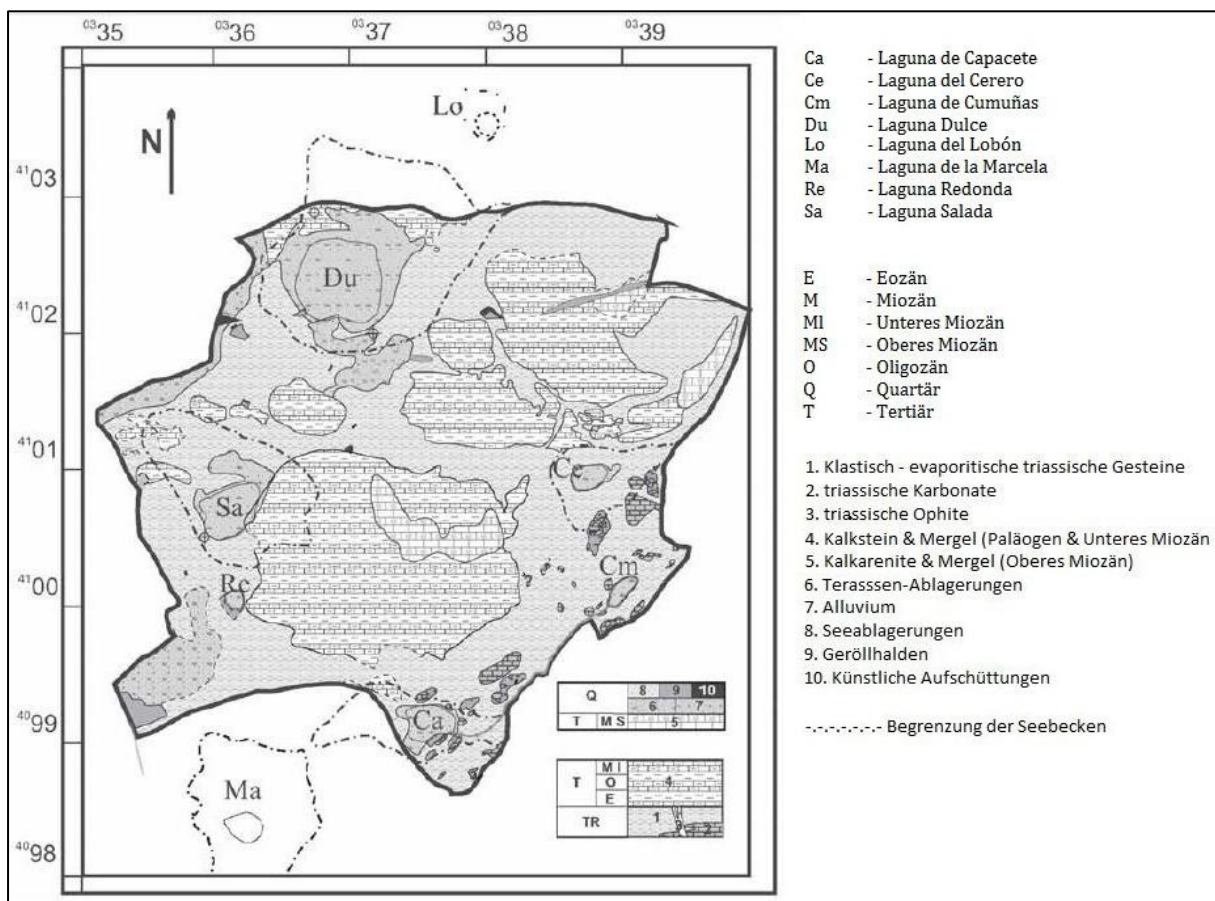 0335 0336 0337 0338 0339
4103
4102
4101
4100
4099
4098
N
Lo
Du
Ce
Sa
Cm
Re
Ca
Ma
Q 8 9 10
6 7
T MS 5
T MI 4
O
E
TR 1 3 2
Ca - Laguna de Capacete
Ce - Laguna del Cerero
Cm - Laguna de Cumuñas
Du - Laguna Dulce
Lo - Laguna del Lobón
Ma - Laguna de la Marcela
Re - Laguna Redonda
Sa - Laguna Salada
E - Eozän
M - Miozän
MI - Unteres Miozän
MS - Oberes Miozän
O - Oligozän
Q - Quartär
T - Tertiär
1. Klastisch - evaporitische triassische Gesteine
2. triassische Karbonate
3. triassische Ophite
4. Kalkstein & Mergel (Paläogen & Unteres Miozän
5. Kalkarenite & Mergel (Oberes Miozän)
6. Terasssen-Ablagerungen
7. Alluvium
8. Seeablagerungen
9. Geröllhalden
10. Künstliche Aufschüttungen
-.-.-.-.-.-.- Begrenzung der Seebecken